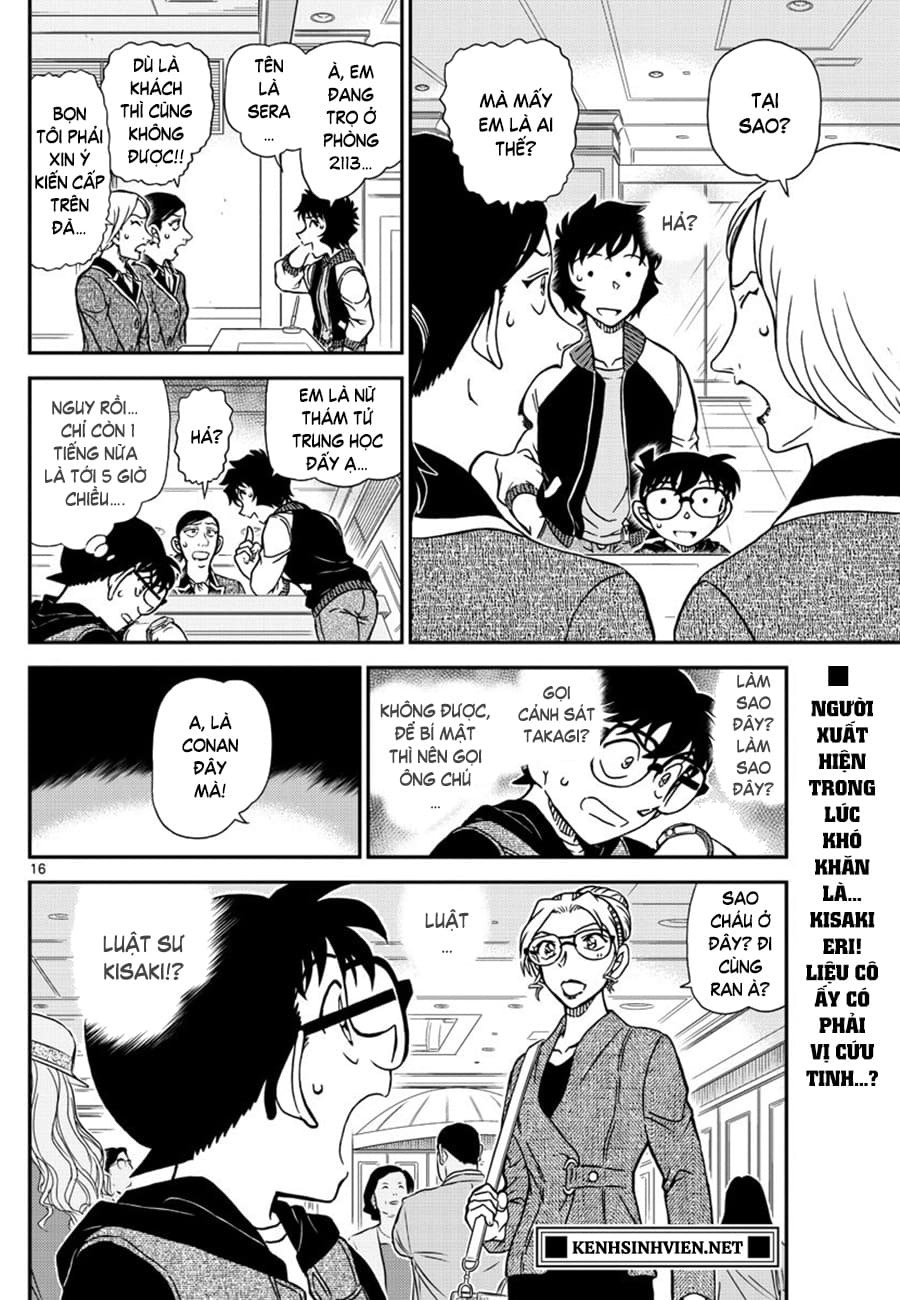 TẠI
SAO?
MÀ MẤY
EM LÀ AI
THẾ?
HẢ?
À, EM
ĐANG
TRỌ Ở
PHÒNG
2113...
TÊN
LÀ
SERA
...
DÙ LÀ
KHÁCH
THÌ CŨNG
KHÔNG
ĐƯỢC!!
BỌN
TÔI PHẢI
XIN Ý
KIẾN CẤP
TRÊN
ĐÃ...
EM LÀ NỮ
THÁM TỬ
TRUNG HỌC
ĐẤY Ạ...
HẢ?
NGUY RỒI...
CHỈ CÒN 1
TIẾNG NỮA
LÀ TỚI 5 GIỜ
CHIỀU....
LÀM
SAO
ĐÂY?
LÀM
SAO
ĐÂY?
GỌI
CẢNH SÁT
TAKAGI?
KHÔNG ĐƯỢC,
ĐỂ BÍ MẬT
THÌ NÊN GỌI
ÔNG CHÚ
...
A, LÀ
CONAN
ĐÂY
MÀ!
16
SAO
CHÁU Ở
ĐÂY? ĐI
CÙNG
RAN À?
LUẬT
...
LUẬT SƯ
KISAKI!?
NGƯỜI
XUẤT
HIỆN
TRONG
LÚC
KHÓ
KHĂN
LÀ...
KISAKI
ERI!
LIỆU CÔ
ẤY CÓ
PHẢI
VỊ CỨU
TINH...?
KENHSINHVIEN.NET